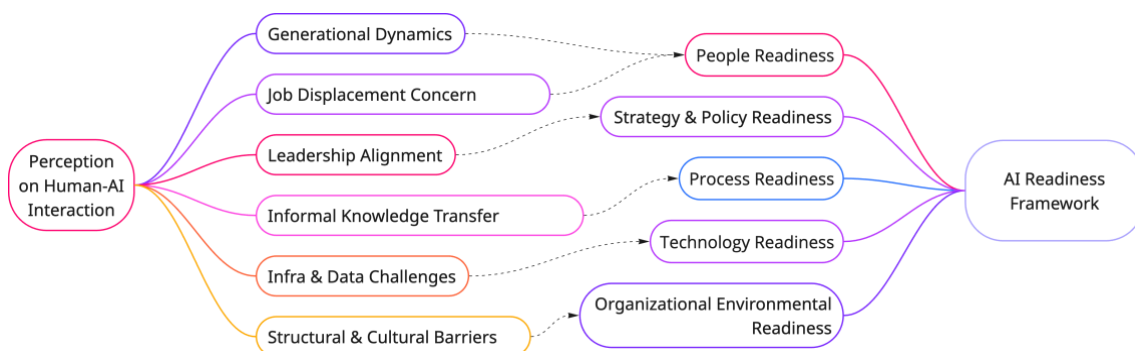 Perception
on Human-AI
Interaction
Generational Dynamics
Job Displacement Concern
Leadership Alignment
Informal Knowledge Transfer
Infra & Data Challenges
Structural & Cultural Barriers
People Readiness
Strategy & Policy Readiness
Process Readiness
Technology Readiness
Organizational Environmental
Readiness
AI Readiness
Framework